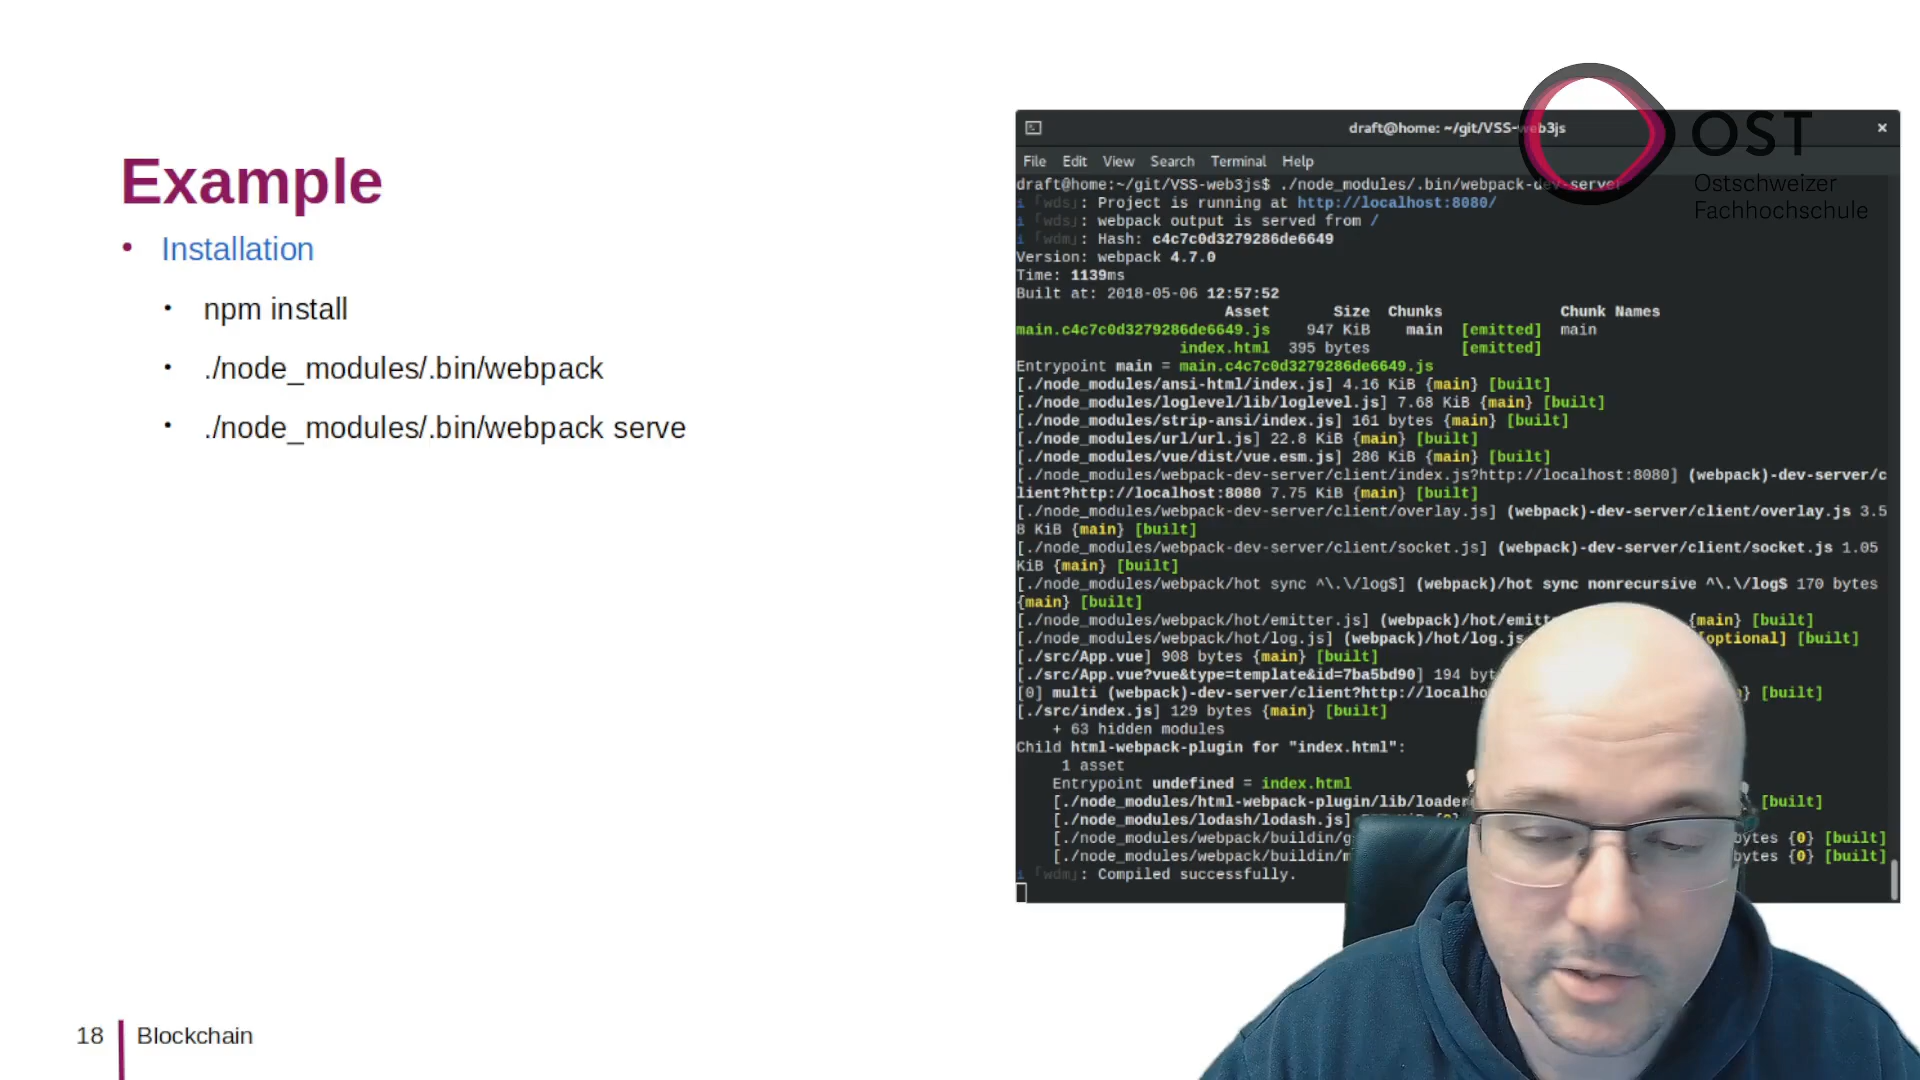 Example
• Installation
• npm install
• ./node_modules/.bin/webpack
• ./node_modules/.bin/webpack serve
18
Blockchain
OST
Ostschweizer
Fachhochschule
draft@home: ~/git/VSS-web3js
File Edit View Search Terminal Help
draft@home:~/git/VSS-web3js$ ./node_modules/.bin/webpack-dev-server
i 「wds」: Project is running at http://localhost:8080/
i 「wds」: webpack output is served from /
i 「wdm」: Hash: c4c7c0d3279286de6649
Version: webpack 4.7.0
Time: 1139ms
Built at: 2018-05-06 12:57:52
Asset Size Chunks Chunk Names
main.c4c7c0d3279286de6649.js 947 KiB main [emitted] main
index.html 395 bytes [emitted]
Entrypoint main = main.c4c7c0d3279286de6649.js
[./node_modules/ansi-html/index.js] 4.16 KiB {main} [built]
[./node_modules/loglevel/lib/loglevel.js] 7.68 KiB {main} [built]
[./node_modules/strip-ansi/index.js] 161 bytes {main} [built]
[./node_modules/url/url.js] 22.8 KiB {main} [built]
[./node_modules/vue/dist/vue.esm.js] 286 KiB {main} [built]
[./node_modules/webpack-dev-server/client/index.js?http://localhost:8080] (webpack)-dev-server/c
lient?http://localhost:8080 7.75 KiB {main} [built]
[./node_modules/webpack-dev-server/client/overlay.js] (webpack)-dev-server/client/overlay.js 3.5
8 KiB {main} [built]
[./node_modules/webpack-dev-server/client/socket.js] (webpack)-dev-server/client/socket.js 1.05
KiB {main} [built]
[./node_modules/webpack/hot sync ^\.\/log$] (webpack)/hot sync nonrecursive ^\.\/log$ 170 bytes
{main} [built]
[./node_modules/webpack/hot/emitter.js] (webpack)/hot/emitt {main} [built]
[./node_modules/webpack/hot/log.js] (webpack)/hot/log.js [optional] [built]
[./src/App.vue] 908 bytes {main} [built]
[./src/App.vue?vue&type=template&id=7ba5bd90] 194 byt
[0] multi (webpack)-dev-server/client?http://localho } [built]
[./src/index.js] 129 bytes {main} [built]
+ 63 hidden modules
Child html-webpack-plugin for "index.html":
1 asset
Entrypoint undefined = index.html
[./node_modules/html-webpack-plugin/lib/loader [built]
[./node_modules/lodash/lodash.js]
[./node_modules/webpack/buildin/g bytes {0} [built]
[./node_modules/webpack/buildin/m bytes {0} [built]
i 「wdm」: Compiled successfully.